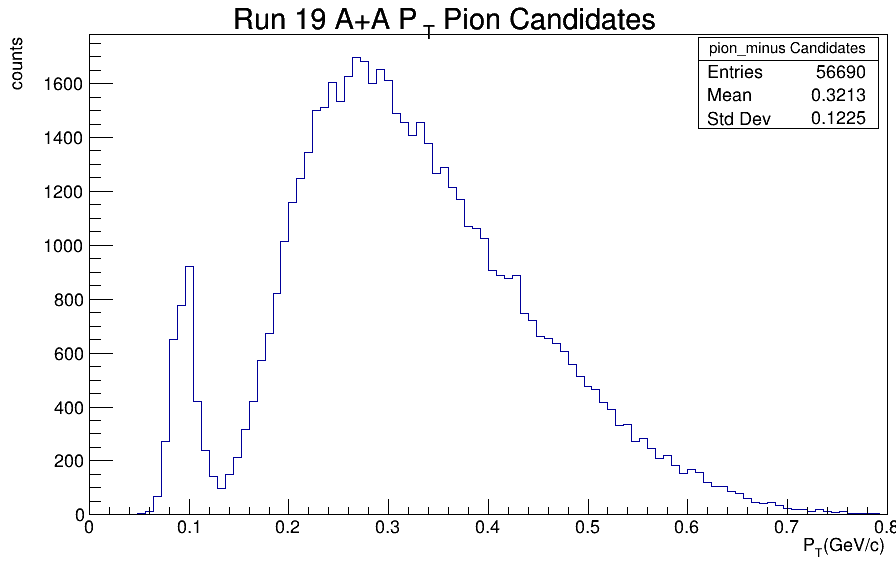 Run 19 A+A P_T Pion Candidates
counts
pion_minus Candidates
Entries 56690
Mean 0.3213
Std Dev 0.1225
1600
1400
1200
1000
800
600
400
200
0
0 0.1 0.2 0.3 0.4 0.5 0.6 0.7 0.8
P_T(GeV/c)